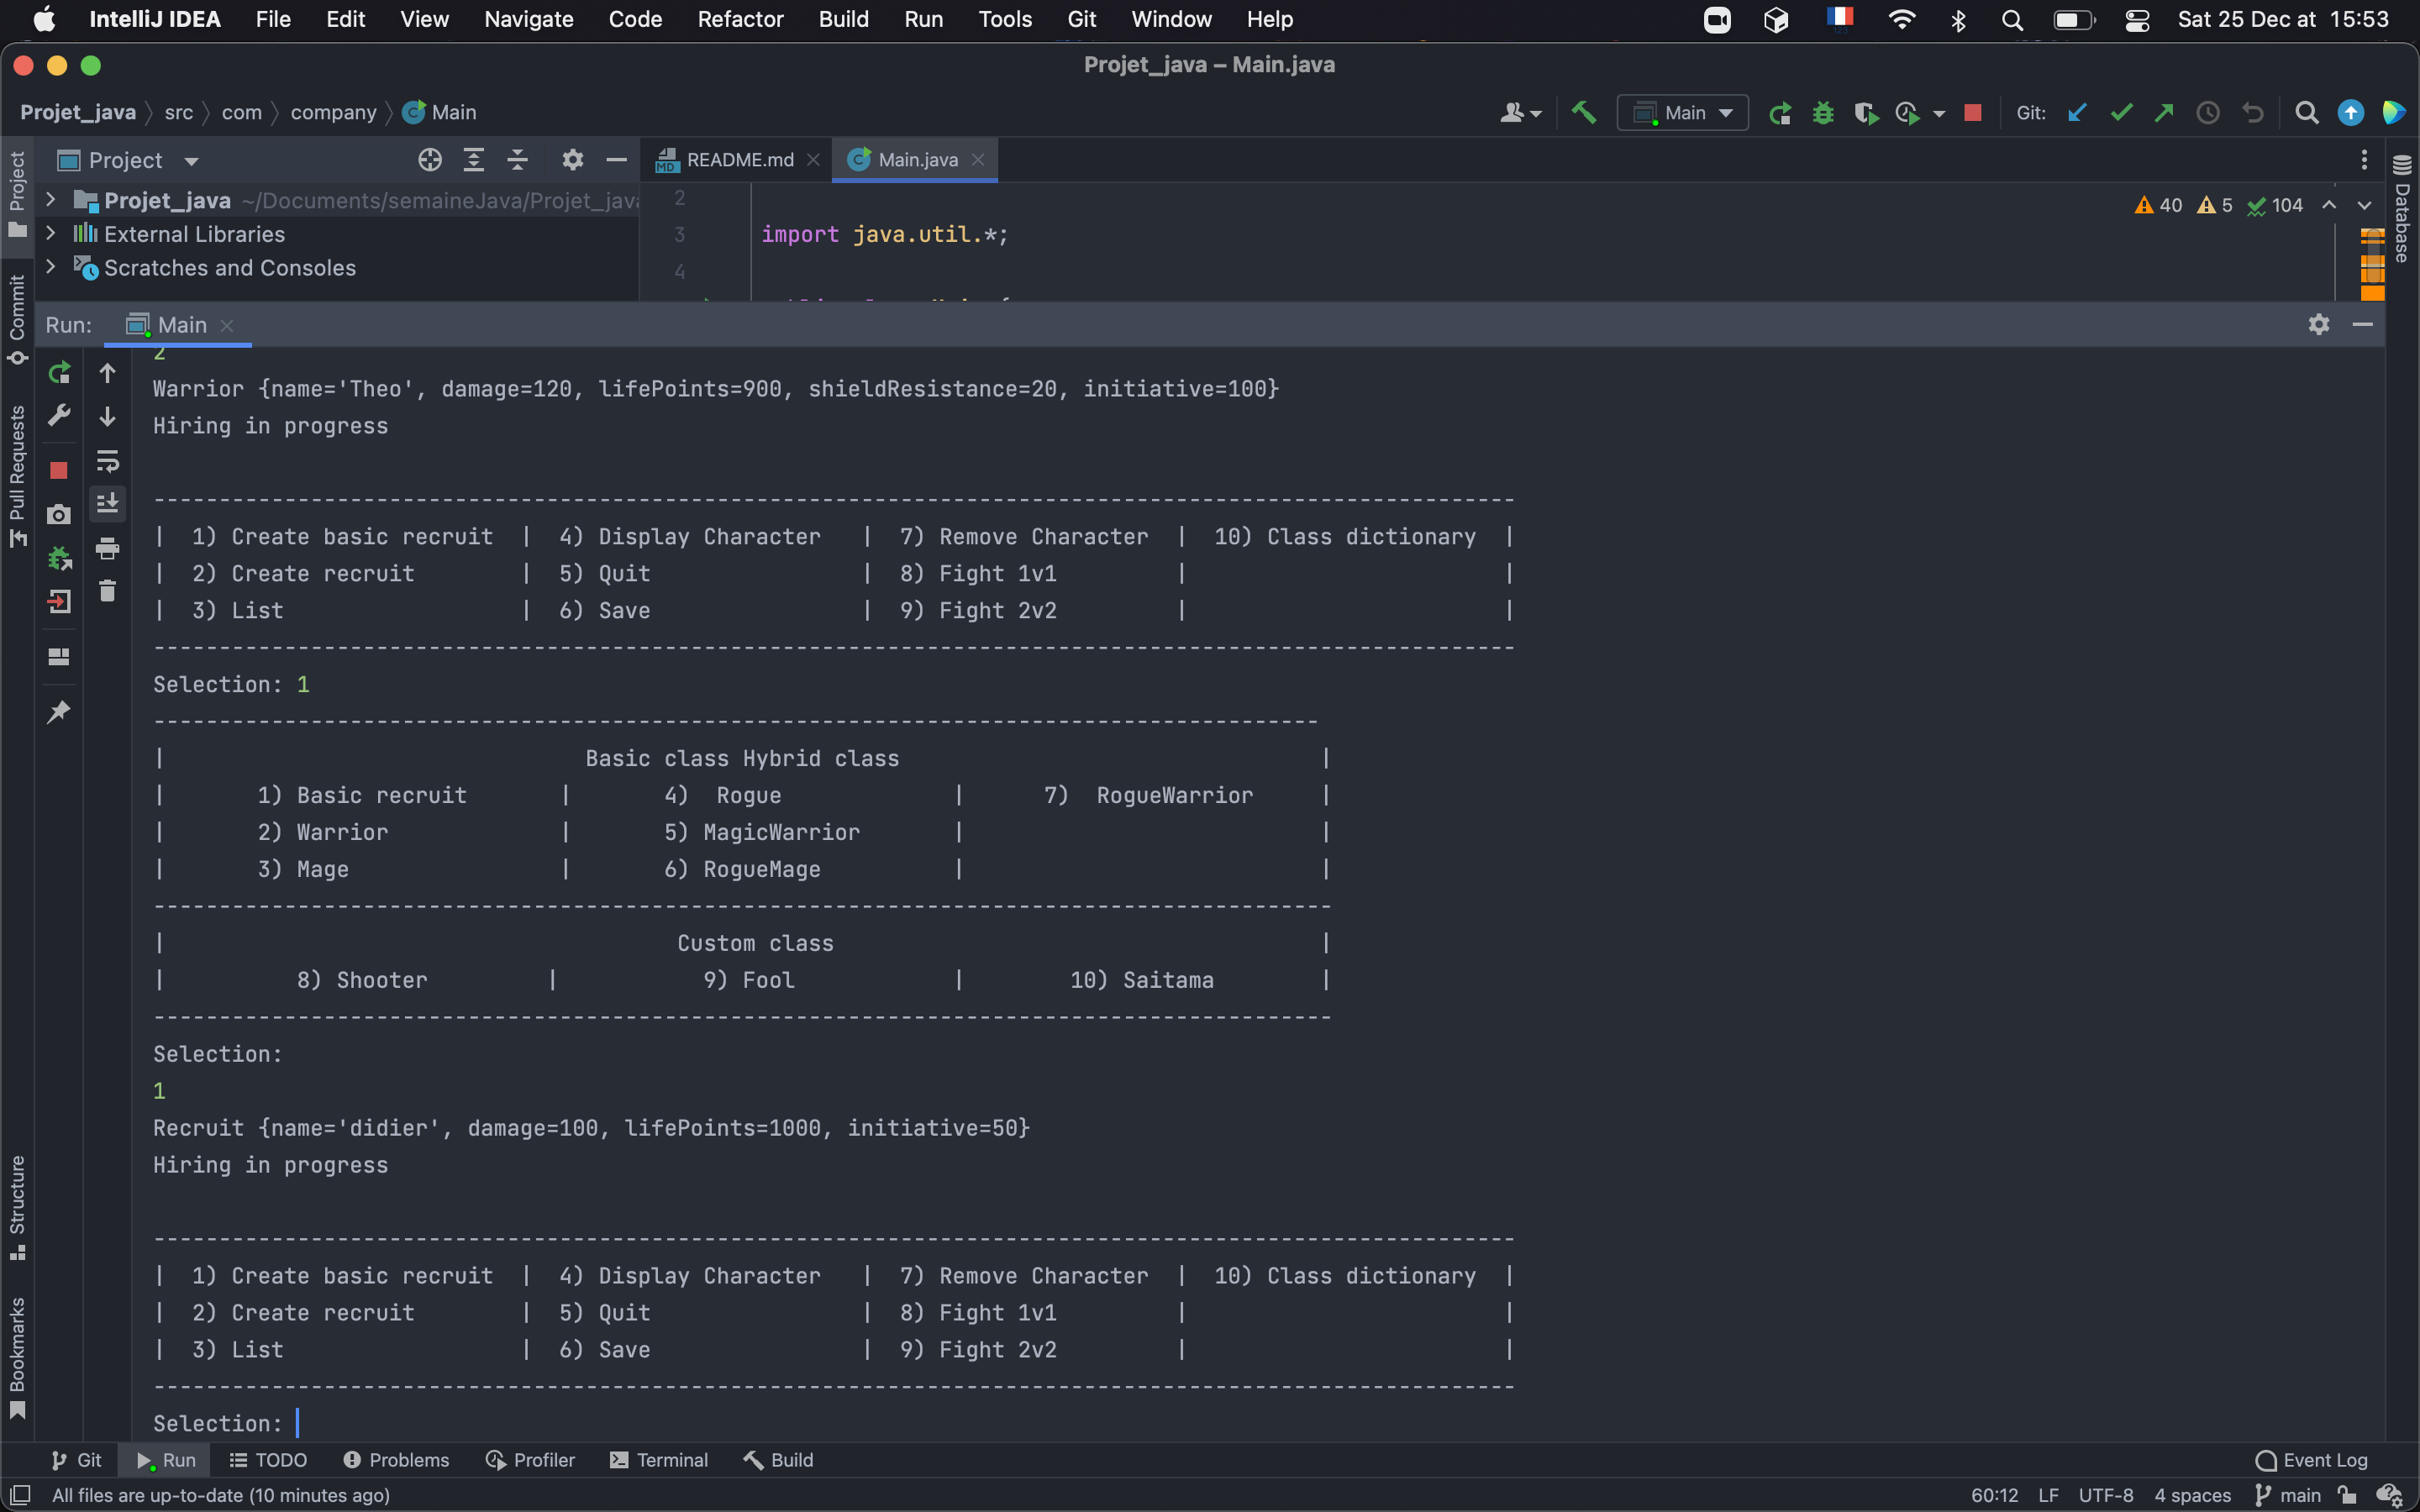 IntelliJ IDEA File Edit View Navigate Code Refactor Build Run Tools Git Window Help Sat 25 Dec at 15:53
Projet_java – Main.java
Projet_java src com company Main Main Git:
Project README.md Main.java
Projet_java ~/Documents/semaineJava/Projet_java
External Libraries
Scratches and Consoles
2
3 import java.util.*;
4
40 5 104
Project
Commit
Pull Requests
Structure
Bookmarks
Database
Run: Main
2
Warrior {name='Theo', damage=120, lifePoints=900, shieldResistance=20, initiative=100}
Hiring in progress
--------------------------------------------------------------------------------------------------------
| 1) Create basic recruit | 4) Display Character | 7) Remove Character | 10) Class dictionary |
| 2) Create recruit | 5) Quit | 8) Fight 1v1 | |
| 3) List | 6) Save | 9) Fight 2v2 | |
--------------------------------------------------------------------------------------------------------
Selection: 1
-----------------------------------------------------------------------------------------
| Basic class Hybrid class |
| 1) Basic recruit | 4) Rogue | 7) RogueWarrior |
| 2) Warrior | 5) MagicWarrior | |
| 3) Mage | 6) RogueMage | |
------------------------------------------------------------------------------------------
| Custom class |
| 8) Shooter | 9) Fool | 10) Saitama |
------------------------------------------------------------------------------------------
Selection:
1
Recruit {name='didier', damage=100, lifePoints=1000, initiative=50}
Hiring in progress
--------------------------------------------------------------------------------------------------------
| 1) Create basic recruit | 4) Display Character | 7) Remove Character | 10) Class dictionary |
| 2) Create recruit | 5) Quit | 8) Fight 1v1 | |
| 3) List | 6) Save | 9) Fight 2v2 | |
--------------------------------------------------------------------------------------------------------
Selection:
Git Run TODO Problems Profiler Terminal Build Event Log
All files are up-to-date (10 minutes ago) 60:12 LF UTF-8 4 spaces main